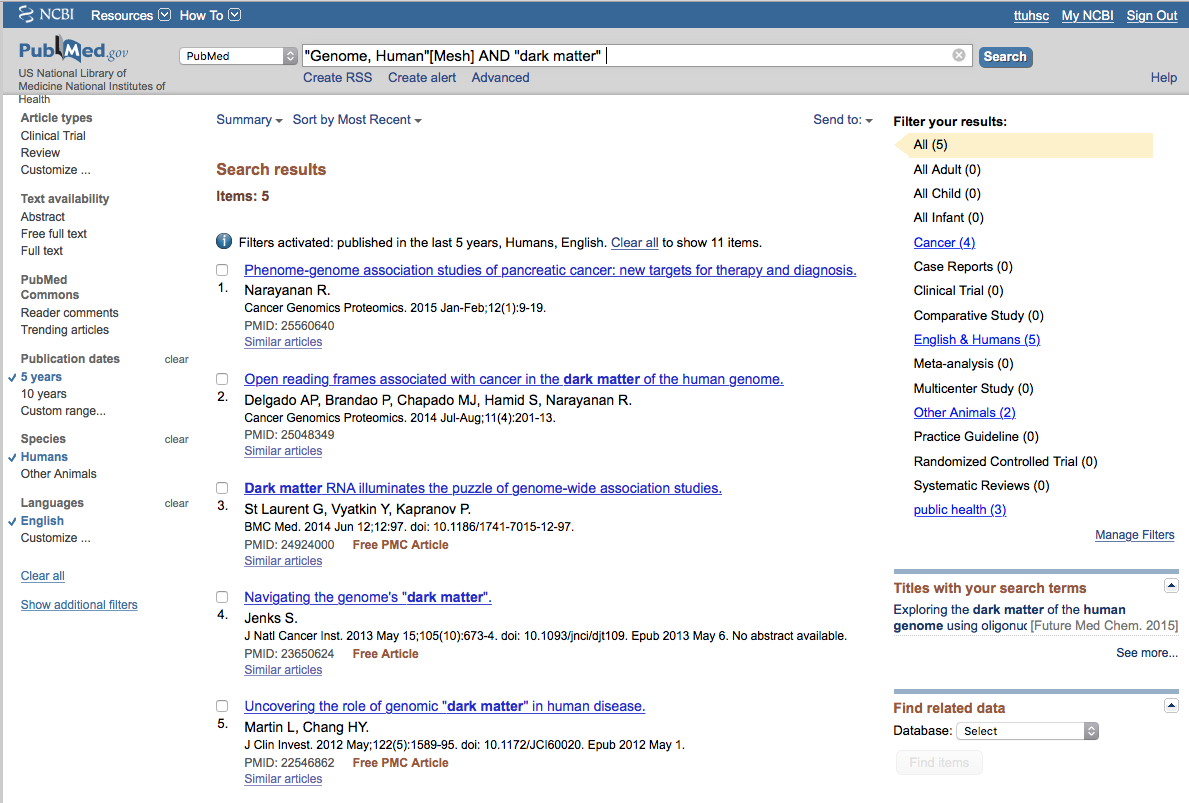 NCBI Resources How To ttuhsc My NCBI Sign Out
PubMed.gov
US National Library of
Medicine National Institutes of
Health
PubMed
"Genome, Human"[Mesh] AND "dark matter"
Search
Create RSS Create alert Advanced
Help
Article types
Clinical Trial
Review
Customize ...
Text availability
Abstract
Free full text
Full text
PubMed
Commons
Reader comments
Trending articles
Publication dates clear
5 years
10 years
Custom range...
Species clear
Humans
Other Animals
Languages clear
English
Customize ...
Clear all
Show additional filters
Summary Sort by Most Recent Send to:
Search results
Items: 5
Filters activated: published in the last 5 years, Humans, English. Clear all to show 11 items.
Phenome-genome association studies of pancreatic cancer: new targets for therapy and diagnosis.
1. Narayanan R.
Cancer Genomics Proteomics. 2015 Jan-Feb;12(1):9-19.
PMID: 25560640
Similar articles
Open reading frames associated with cancer in the dark matter of the human genome.
2. Delgado AP, Brandao P, Chapado MJ, Hamid S, Narayanan R.
Cancer Genomics Proteomics. 2014 Jul-Aug;11(4):201-13.
PMID: 25048349
Similar articles
Dark matter RNA illuminates the puzzle of genome-wide association studies.
3. St Laurent G, Vyatkin Y, Kapranov P.
BMC Med. 2014 Jun 12;12:97. doi: 10.1186/1741-7015-12-97.
PMID: 24924000 Free PMC Article
Similar articles
Navigating the genome's "dark matter".
4. Jenks S.
J Natl Cancer Inst. 2013 May 15;105(10):673-4. doi: 10.1093/jnci/djt109. Epub 2013 May 6. No abstract available.
PMID: 23650624 Free Article
Similar articles
Uncovering the role of genomic "dark matter" in human disease.
5. Martin L, Chang HY.
J Clin Invest. 2012 May;122(5):1589-95. doi: 10.1172/JCI60020. Epub 2012 May 1.
PMID: 22546862 Free PMC Article
Similar articles
Filter your results:
All (5)
All Adult (0)
All Child (0)
All Infant (0)
Cancer (4)
Case Reports (0)
Clinical Trial (0)
Comparative Study (0)
English & Humans (5)
Meta-analysis (0)
Multicenter Study (0)
Other Animals (2)
Practice Guideline (0)
Randomized Controlled Trial (0)
Systematic Reviews (0)
public health (3)
Manage Filters
Titles with your search terms
Exploring the dark matter of the human
genome using oligonuc [Future Med Chem. 2015]
See more...
Find related data
Database: Select
Find items